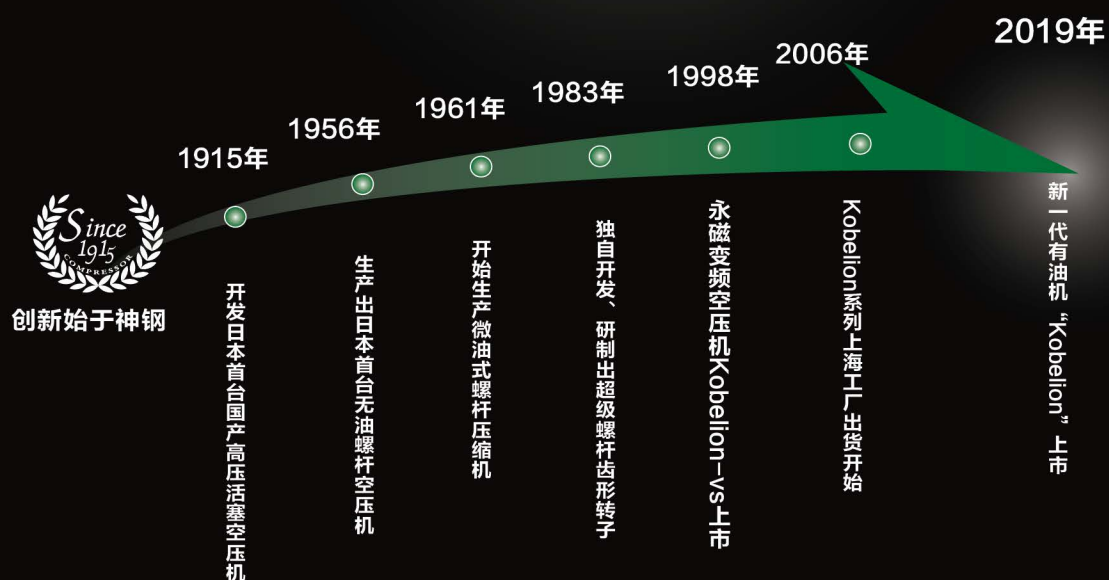 Since
1915
COMPRESSOR
创新始于神钢
1915年
开发日本首台国产高压活塞空压机
1956年
生产出日本首台无油螺杆空压机
1961年
开始生产微油式螺杆压缩机
1983年
独自开发、研制出超级螺杆齿形转子
1998年
永磁变频空压机Kobelion-vs上市
2006年
Kobelion系列上海工厂出货开始
2019年
新一代有油机“Kobelion”上市